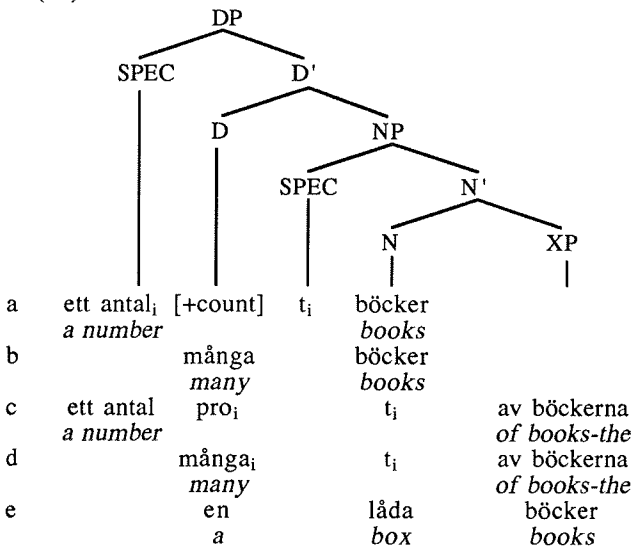 DP
SPEC D'
D NP
SPEC N'
N XP
a ett antali [+count] ti böcker
a number books
b många böcker
many books
c ett antal proi ti av böckerna
a number of books-the
d mångai ti av böckerna
many of books-the
e en låda böcker
a box books